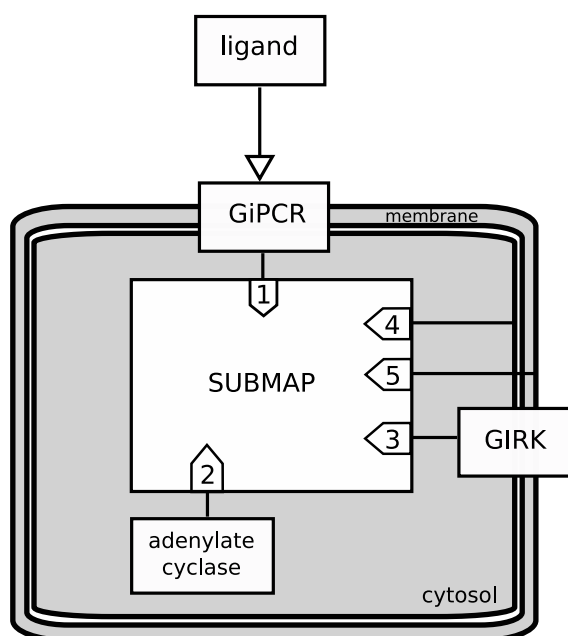 ligand
GiPCR
membrane
1
4
SUBMAP
5
3
GIRK
2
adenylate
cyclase
cytosol